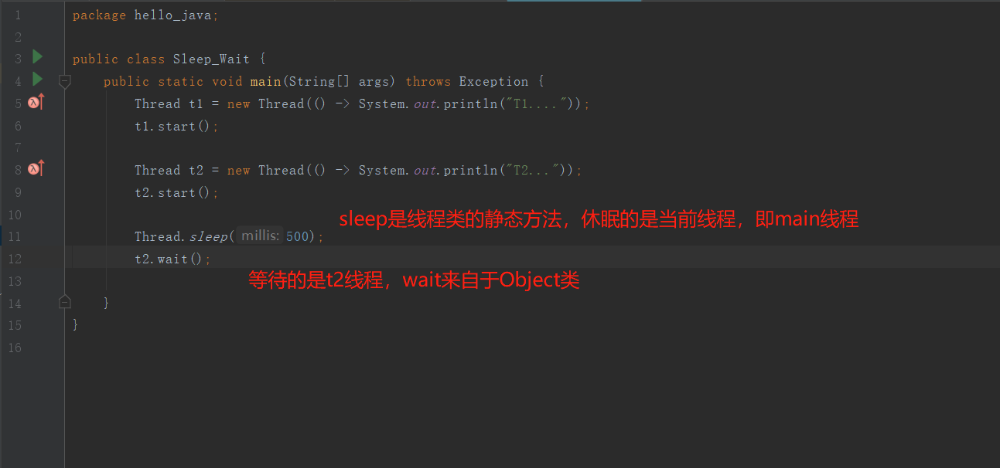 1 package hello_java;
2
3 public class Sleep_Wait {
4 public static void main(String[] args) throws Exception {
5 Thread t1 = new Thread(() -> System.out.println("T1...."));
6 t1.start();
7
8 Thread t2 = new Thread(() -> System.out.println("T2..."));
9 t2.start();
10
sleep是线程类的静态方法，休眠的是当前线程，即main线程
11 Thread.sleep( millis: 500);
12 t2.wait();
13
等待的是t2线程，wait来自于Object类
14 }
15 }
16